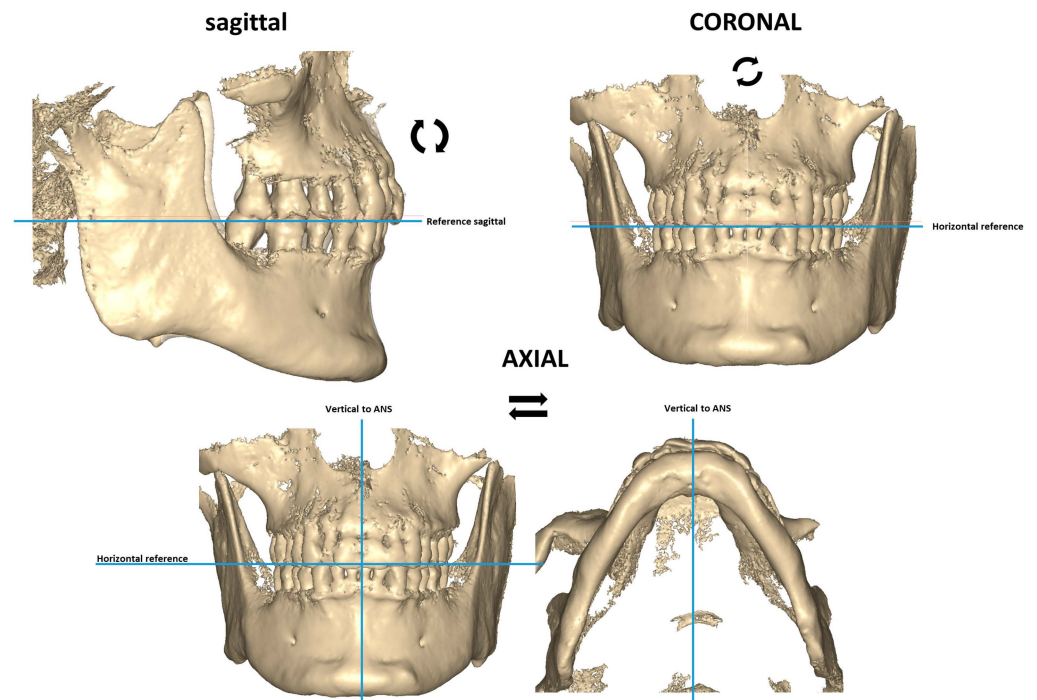 sagittal
CORONAL
Reference sagittal
Horizontal reference
AXIAL
Vertical to ANS
Vertical to ANS
Horizontal reference